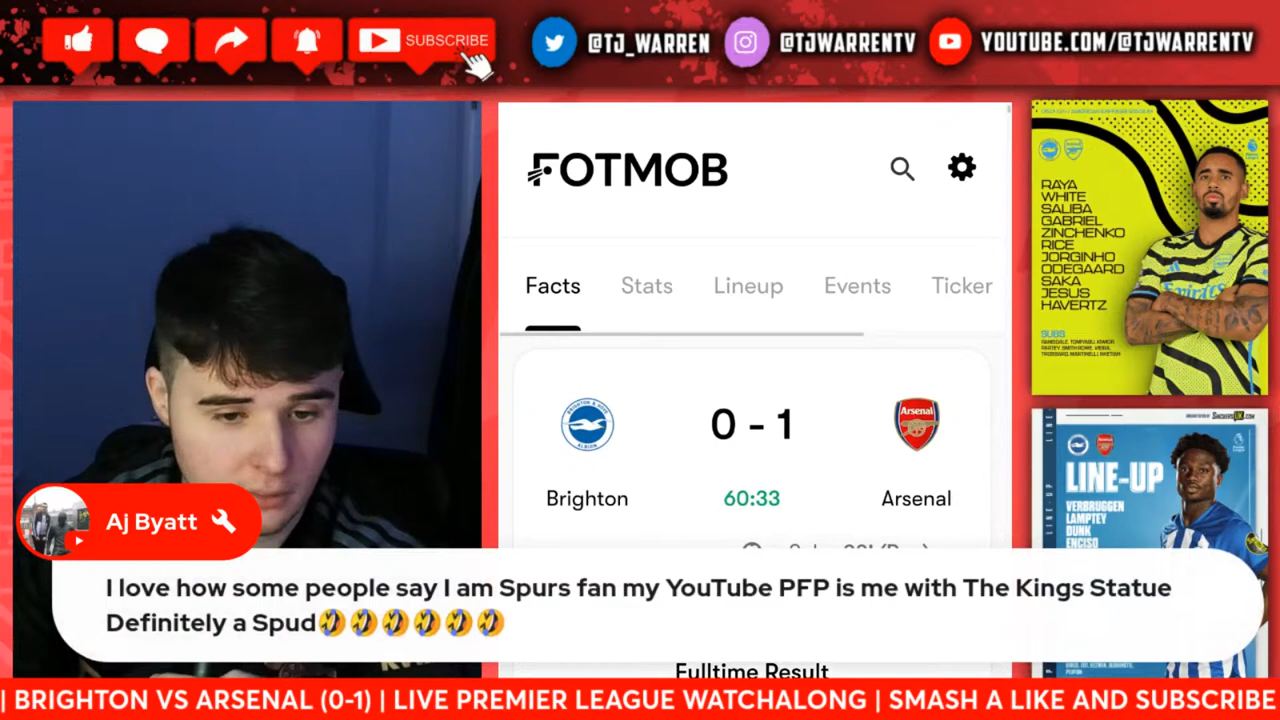 SUBSCRIBE
@TJ_WARREN
@TJWARRENTV
YOUTUBE.COM/@TJWARRENTV
FOTMOB
Facts
Stats
Lineup
Events
Ticker
Brighton
0 - 1
60:33
Arsenal
Arsenal
RAYA
WHITE
SALIBA
GABRIEL
ZINCHENKO
RICE
JORGINHO
ODEGAARD
SAKA
JESUS
HAVERTZ
SUBS
LINE-UP
VERBRUGGEN
LAMPTEY
DUNK
ENCISO
Aj Byatt
I love how some people say I am Spurs fan my YouTube PFP is me with The Kings Statue
Definitely a Spud🤣🤣🤣🤣🤣🤣
Fulltime Result
| BRIGHTON VS ARSENAL (0-1) | LIVE PREMIER LEAGUE WATCHALONG | SMASH A LIKE AND SUBSCRIBE